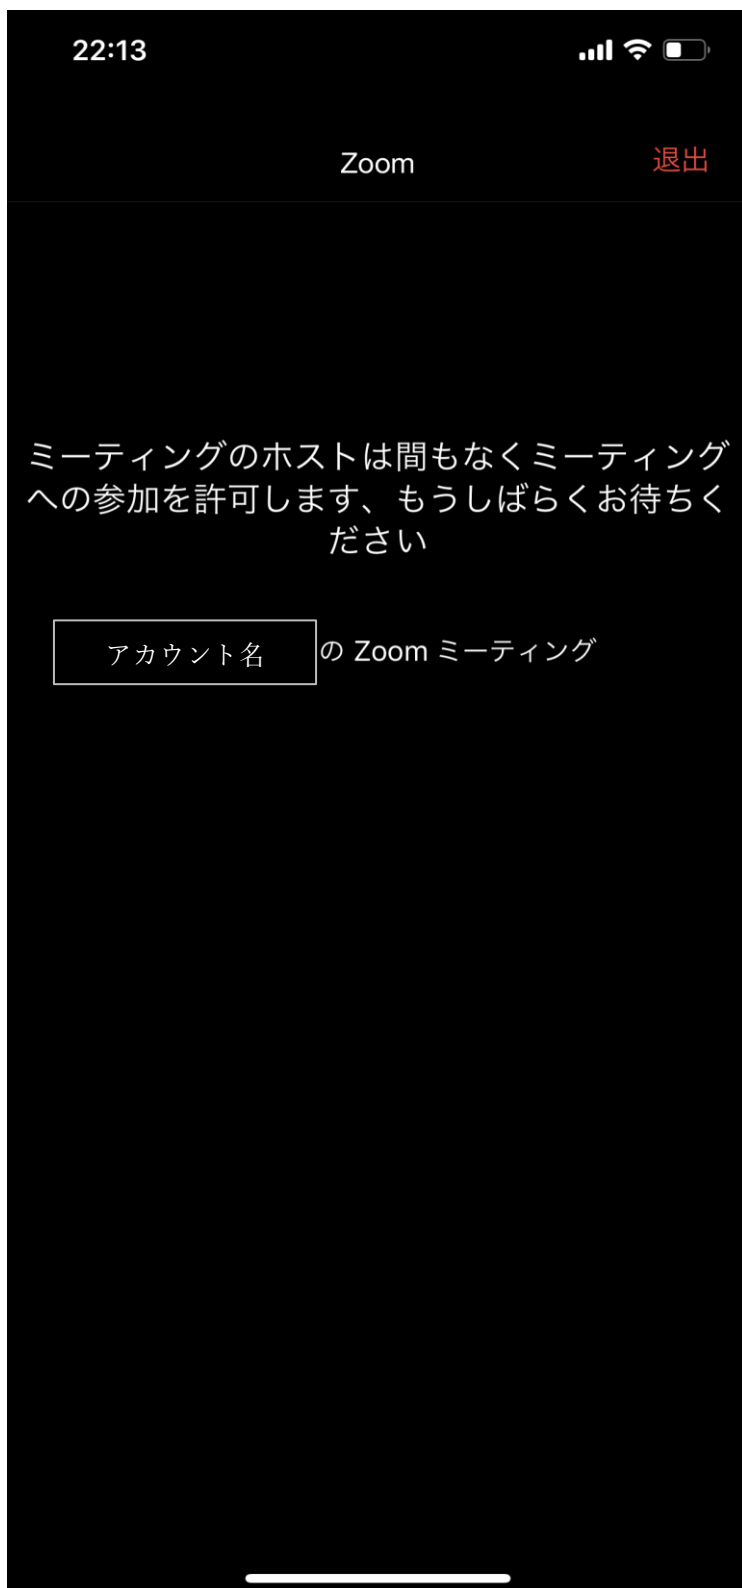 22:13
Zoom 退出
ミーティングのホストは間もなくミーティング
への参加を許可します、もうしばらくお待ちく
ださい
アカウント名 の Zoom ミーティング